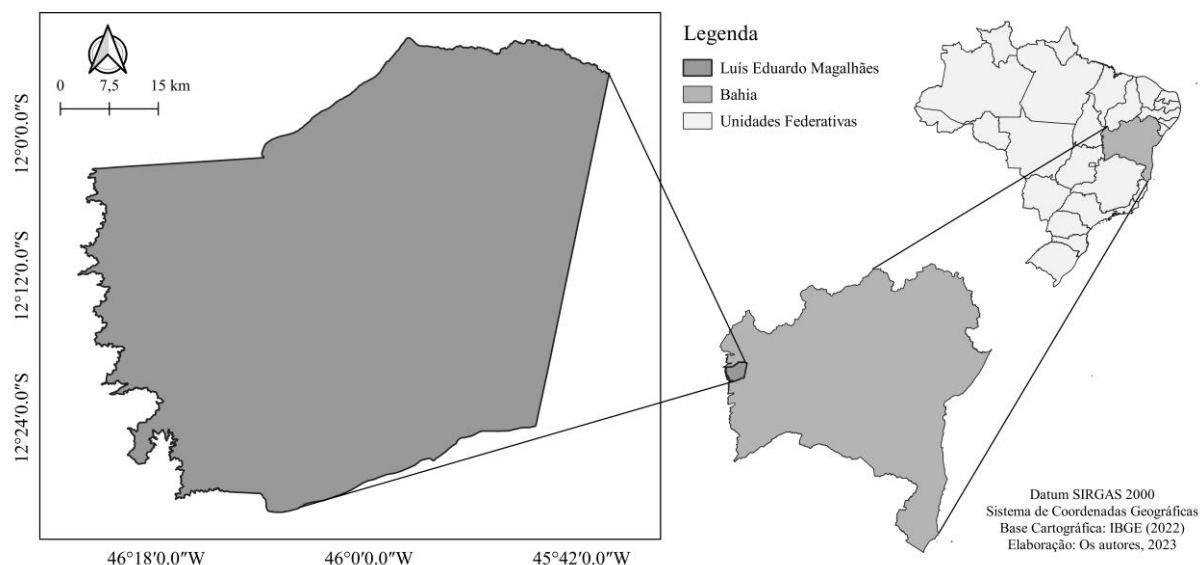 0 7,5 15 km
12°0'0.0"S
12°12'0.0"S
12°24'0.0"S
46°18'0.0"W 46°0'0.0"W 45°42'0.0"W
Legenda
Luís Eduardo Magalhães
Bahia
Unidades Federativas
Datum SIRGAS 2000
Sistema de Coordenadas Geográficas
Base Cartográfica: IBGE (2022)
Elaboração: Os autores, 2023